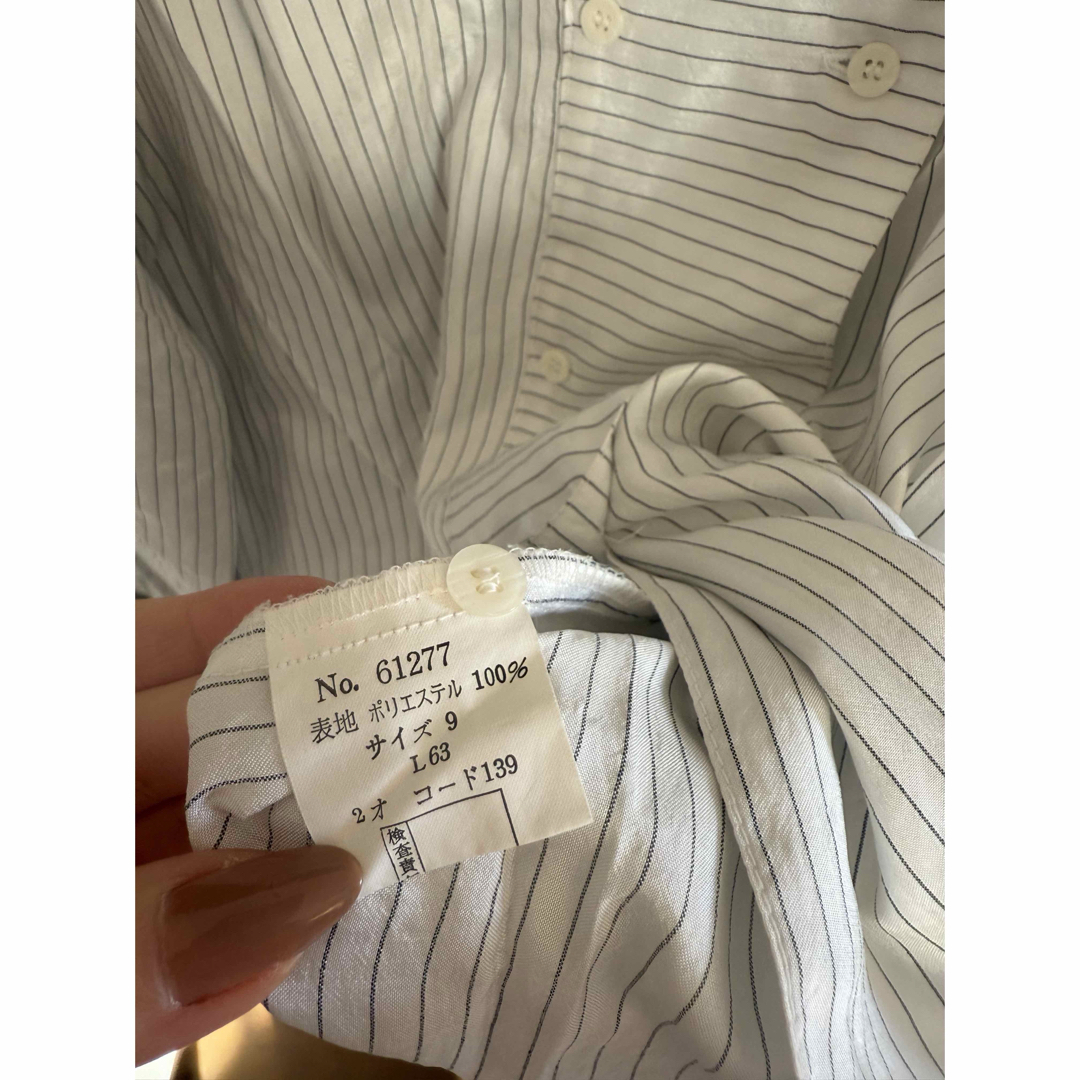 No. 61277
表地 ポリエステル 100%
サイズ 9
L63
2オ コード139
検査責